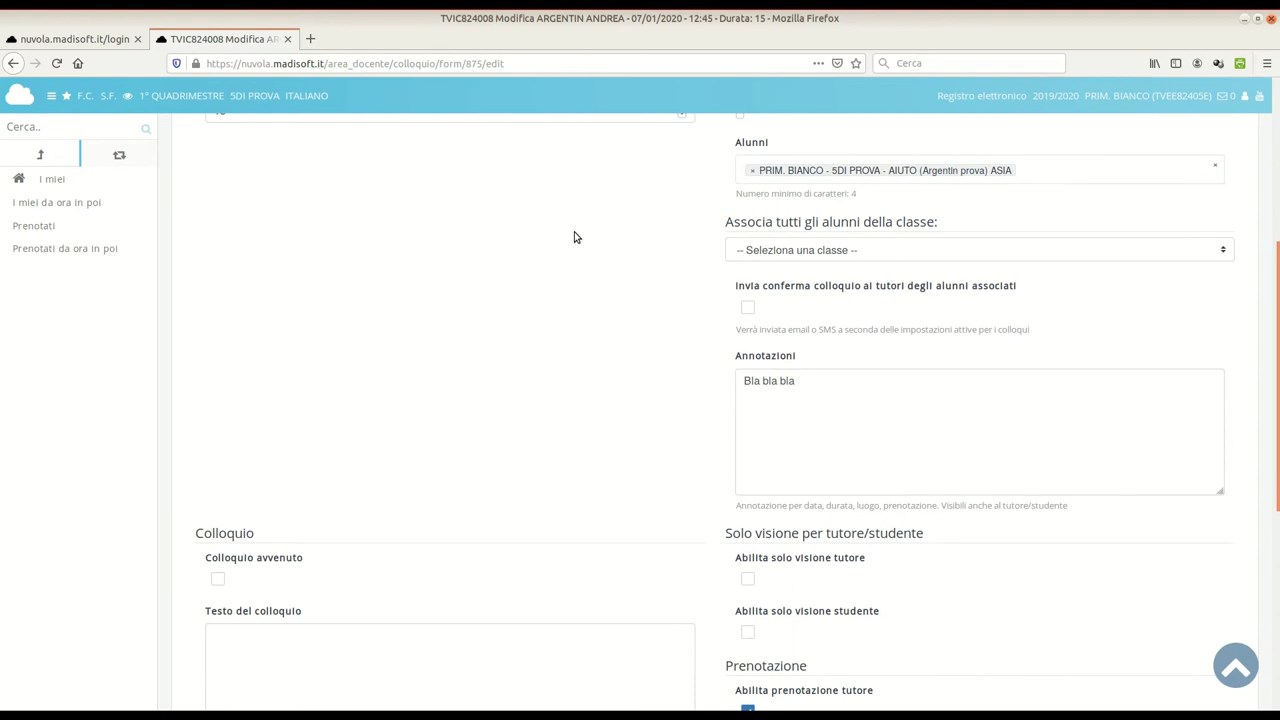 TVIC824008 Modifica ARGENTIN ANDREA - 07/01/2020 - 12:45 - Durata: 15 - Mozilla Firefox
nuvola.madisoft.it/login × TVIC824008 Modifica AR × +
https://nuvola.madisoft.it/area_docente/colloquio/form/875/edit Cerca
F.C. S.F. 1° QUADRIMESTRE 5DI PROVA ITALIANO Registro elettronico 2019/2020 PRIM. BIANCO (TVEE82405E) 0
Cerca..
I miei
I miei da ora in poi
Prenotati
Prenotati da ora in poi
Alunni
× PRIM. BIANCO - 5DI PROVA - AIUTO (Argentin prova) ASIA ×
Numero minimo di caratteri: 4
Associa tutti gli alunni della classe:
-- Seleziona una classe --
Invia conferma colloquio ai tutori degli alunni associati
Verrà inviata email o SMS a seconda delle impostazioni attive per i colloqui
Annotazioni
Bla bla bla
Annotazione per data, durata, luogo, prenotazione. Visibili anche al tutore/studente
Colloquio
Colloquio avvenuto
Testo del colloquio
Solo visione per tutore/studente
Abilita solo visione tutore
Abilita solo visione studente
Prenotazione
Abilita prenotazione tutore